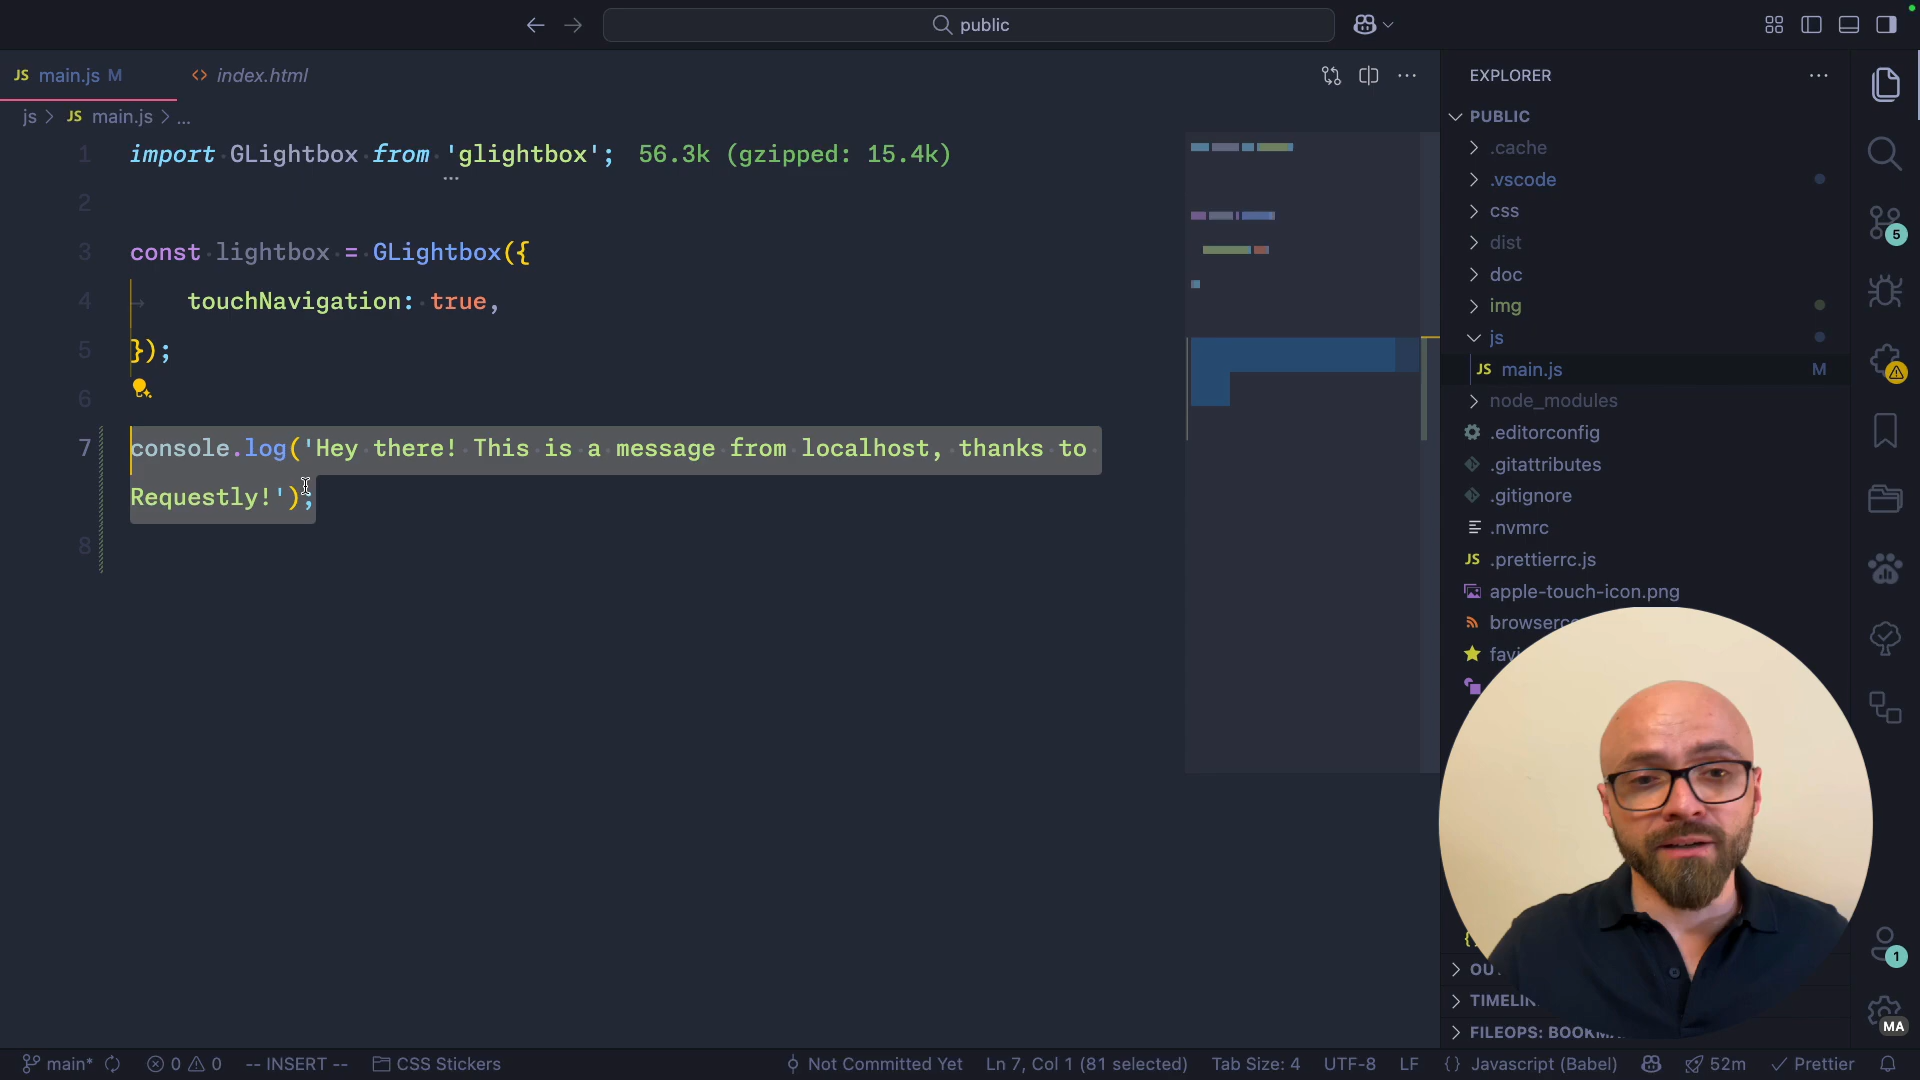 public
JS main.js M
<> index.html
js > JS main.js > ...
1 import GLightbox from 'glightbox'; 56.3k (gzipped: 15.4k)
2
3 const lightbox = GLightbox({
4 touchNavigation: true,
5 });
6
7 console.log('Hey there! This is a message from localhost, thanks to
Requestly!');
8
EXPLORER
PUBLIC
.cache
.vscode
css
dist
doc
img
js
JS main.js M
node_modules
.editorconfig
.gitattributes
.gitignore
.nvmrc
JS .prettierrc.js
apple-touch-icon.png
browserc
favi
OU
TIMELIN
FILEOPS: BOOKMA
5
1
MA
main* 0 0 -- INSERT -- CSS Stickers Not Committed Yet Ln 7, Col 1 (81 selected) Tab Size: 4 UTF-8 LF {} Javascript (Babel) 52m Prettier